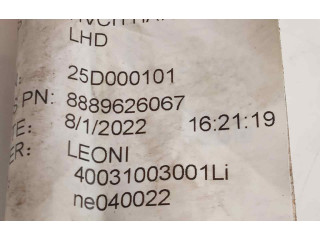 LHD
25D000101
PN: 8889626067
8/1/2022 16:21:19
LEONI
40031003001Li
ne040022